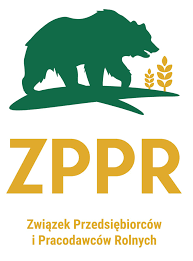 ZPPR
Związek Przedsiębiorców
i Pracodawców Rolnych